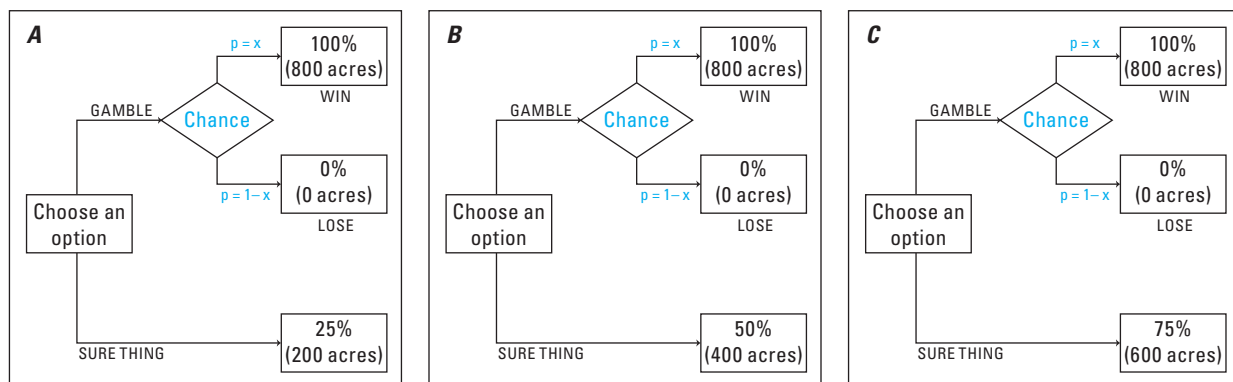 A
p = x
100%
(800 acres)
WIN
GAMBLE
Chance
0%
(0 acres)
p = 1– x
LOSE
Choose an
option
25%
(200 acres)
SURE THING
B
p = x
100%
(800 acres)
WIN
GAMBLE
Chance
0%
(0 acres)
p = 1– x
LOSE
Choose an
option
50%
(400 acres)
SURE THING
C
p = x
100%
(800 acres)
WIN
GAMBLE
Chance
0%
(0 acres)
p = 1– x
LOSE
Choose an
option
75%
(600 acres)
SURE THING